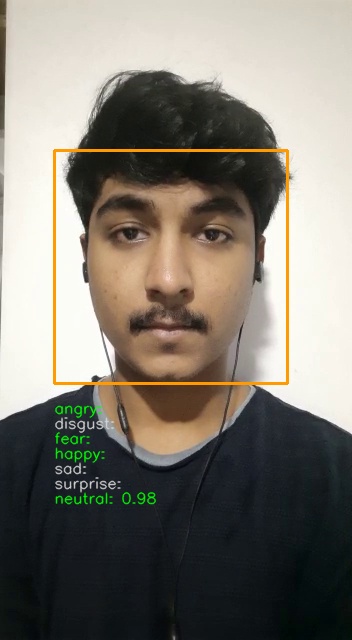 angry:
disgust:
fear:
happy:
sad:
surprise:
neutral: 0.98